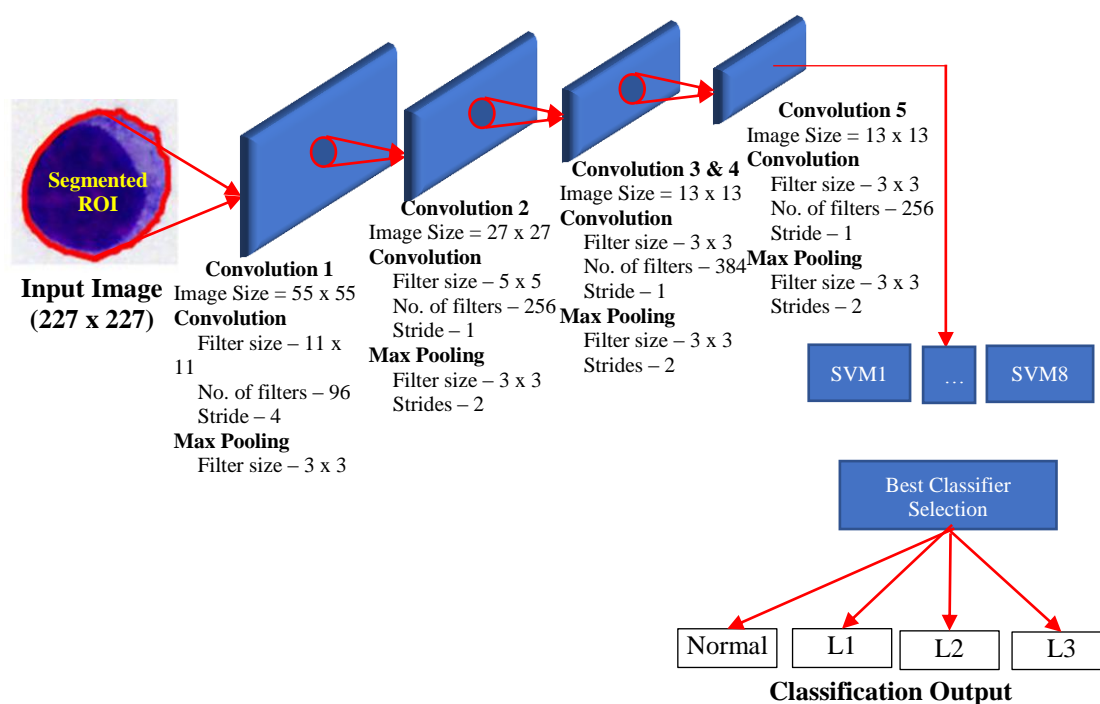 Segmented
ROI
Input Image
(227 x 227)
Convolution 1
Image Size = 55 x 55
Convolution
Filter size – 11 x
11
No. of filters – 96
Stride – 4
Max Pooling
Filter size – 3 x 3
Convolution 2
Image Size = 27 x 27
Convolution
Filter size – 5 x 5
No. of filters – 256
Stride – 1
Max Pooling
Filter size – 3 x 3
Strides – 2
Convolution 3 & 4
Image Size = 13 x 13
Convolution
Filter size – 3 x 3
No. of filters – 384
Stride – 1
Max Pooling
Filter size – 3 x 3
Strides – 2
Convolution 5
Image Size = 13 x 13
Convolution
Filter size – 3 x 3
No. of filters – 256
Stride – 1
Max Pooling
Filter size – 3 x 3
Strides – 2
SVM1
…
SVM8
Best Classifier
Selection
Normal
L1
L2
L3
Classification Output